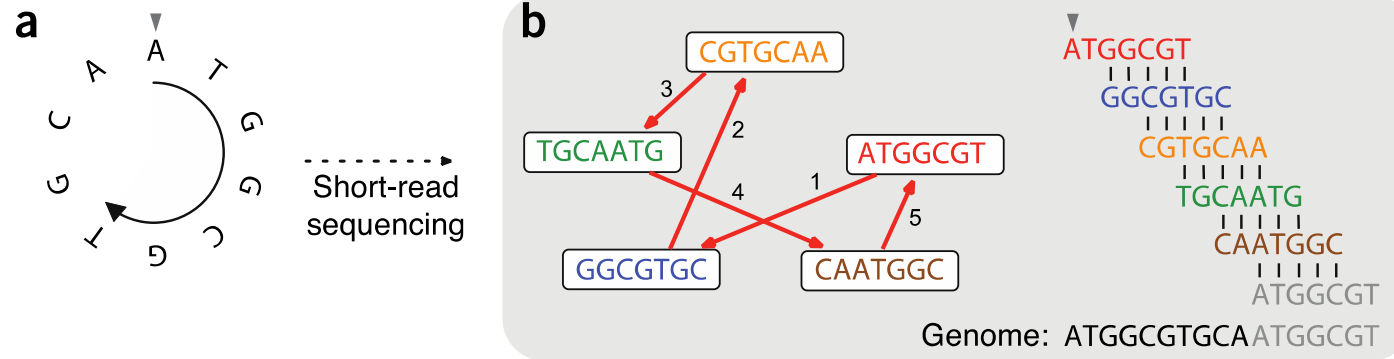 a
A
T
G
G
C
G
T
G
C
A
Short-read
sequencing
b
CGTGCAA
3
2
TGCAATG
ATGGCGT
1
4
5
GGCGTGC
CAATGGC
ATGGCGT
GGCGTGC
CGTGCAA
TGCAATG
CAATGGC
ATGGCGT
Genome: ATGGCGTGCAATGGCGT